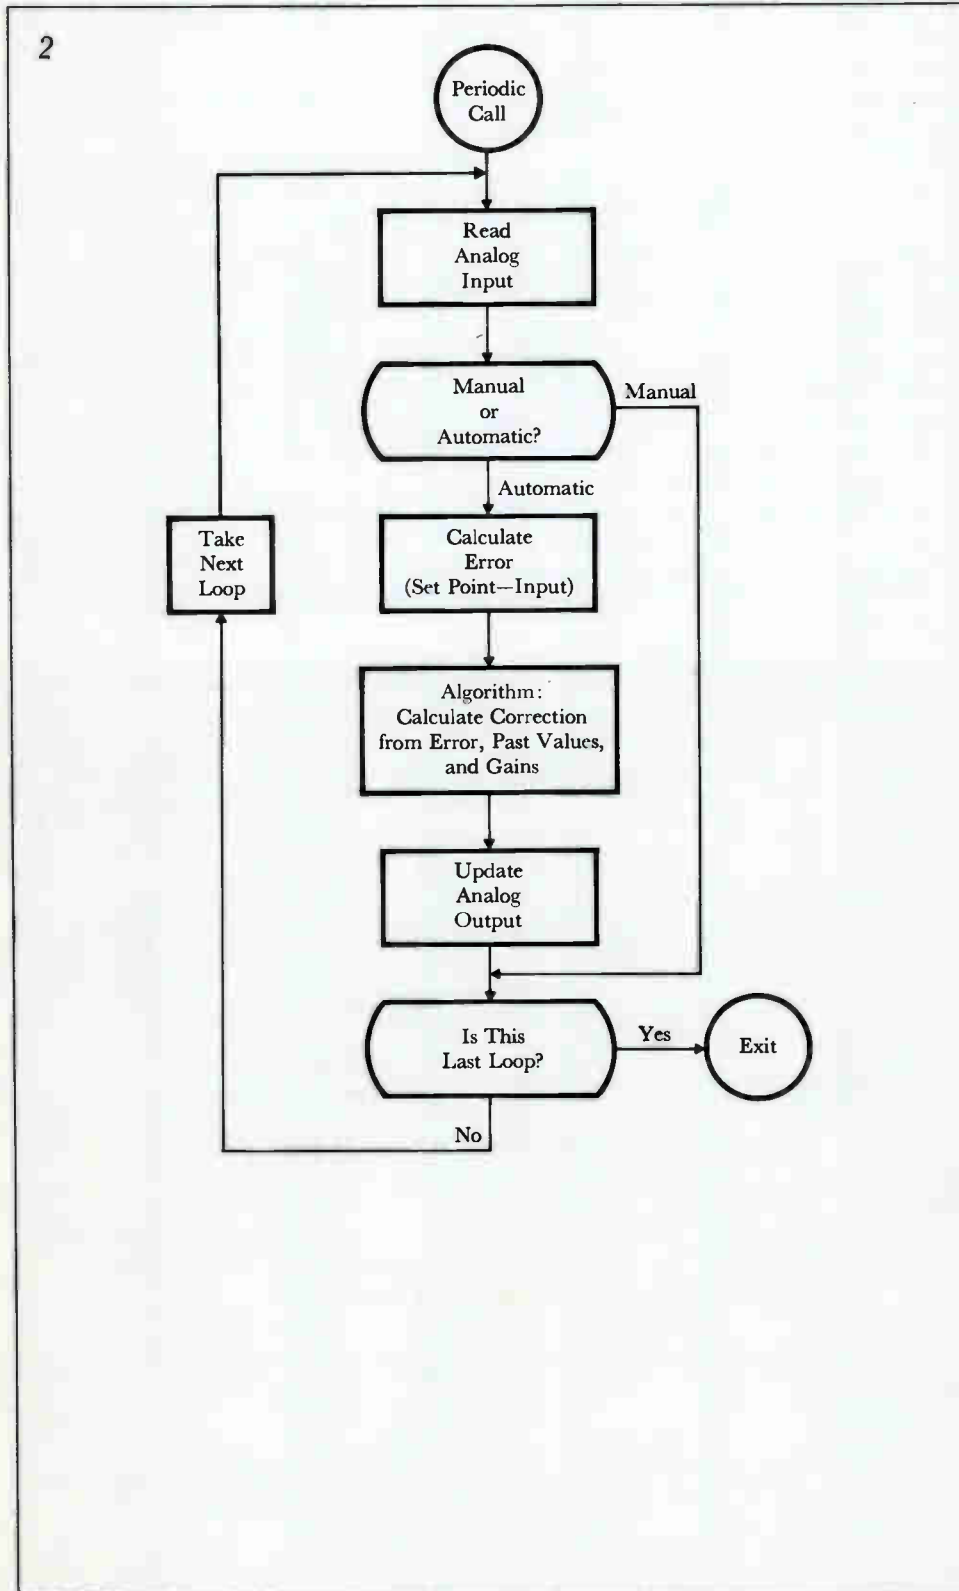 2
Periodic
Call
Read
Analog
Input
Manual
or
Automatic?
Manual
Automatic
Take
Next
Loop
Calculate
Error
(Set Point—Input)
Algorithm:
Calculate Correction
from Error, Past Values,
and Gains
Update
Analog
Output
Is This
Last Loop?
Yes
Exit
No